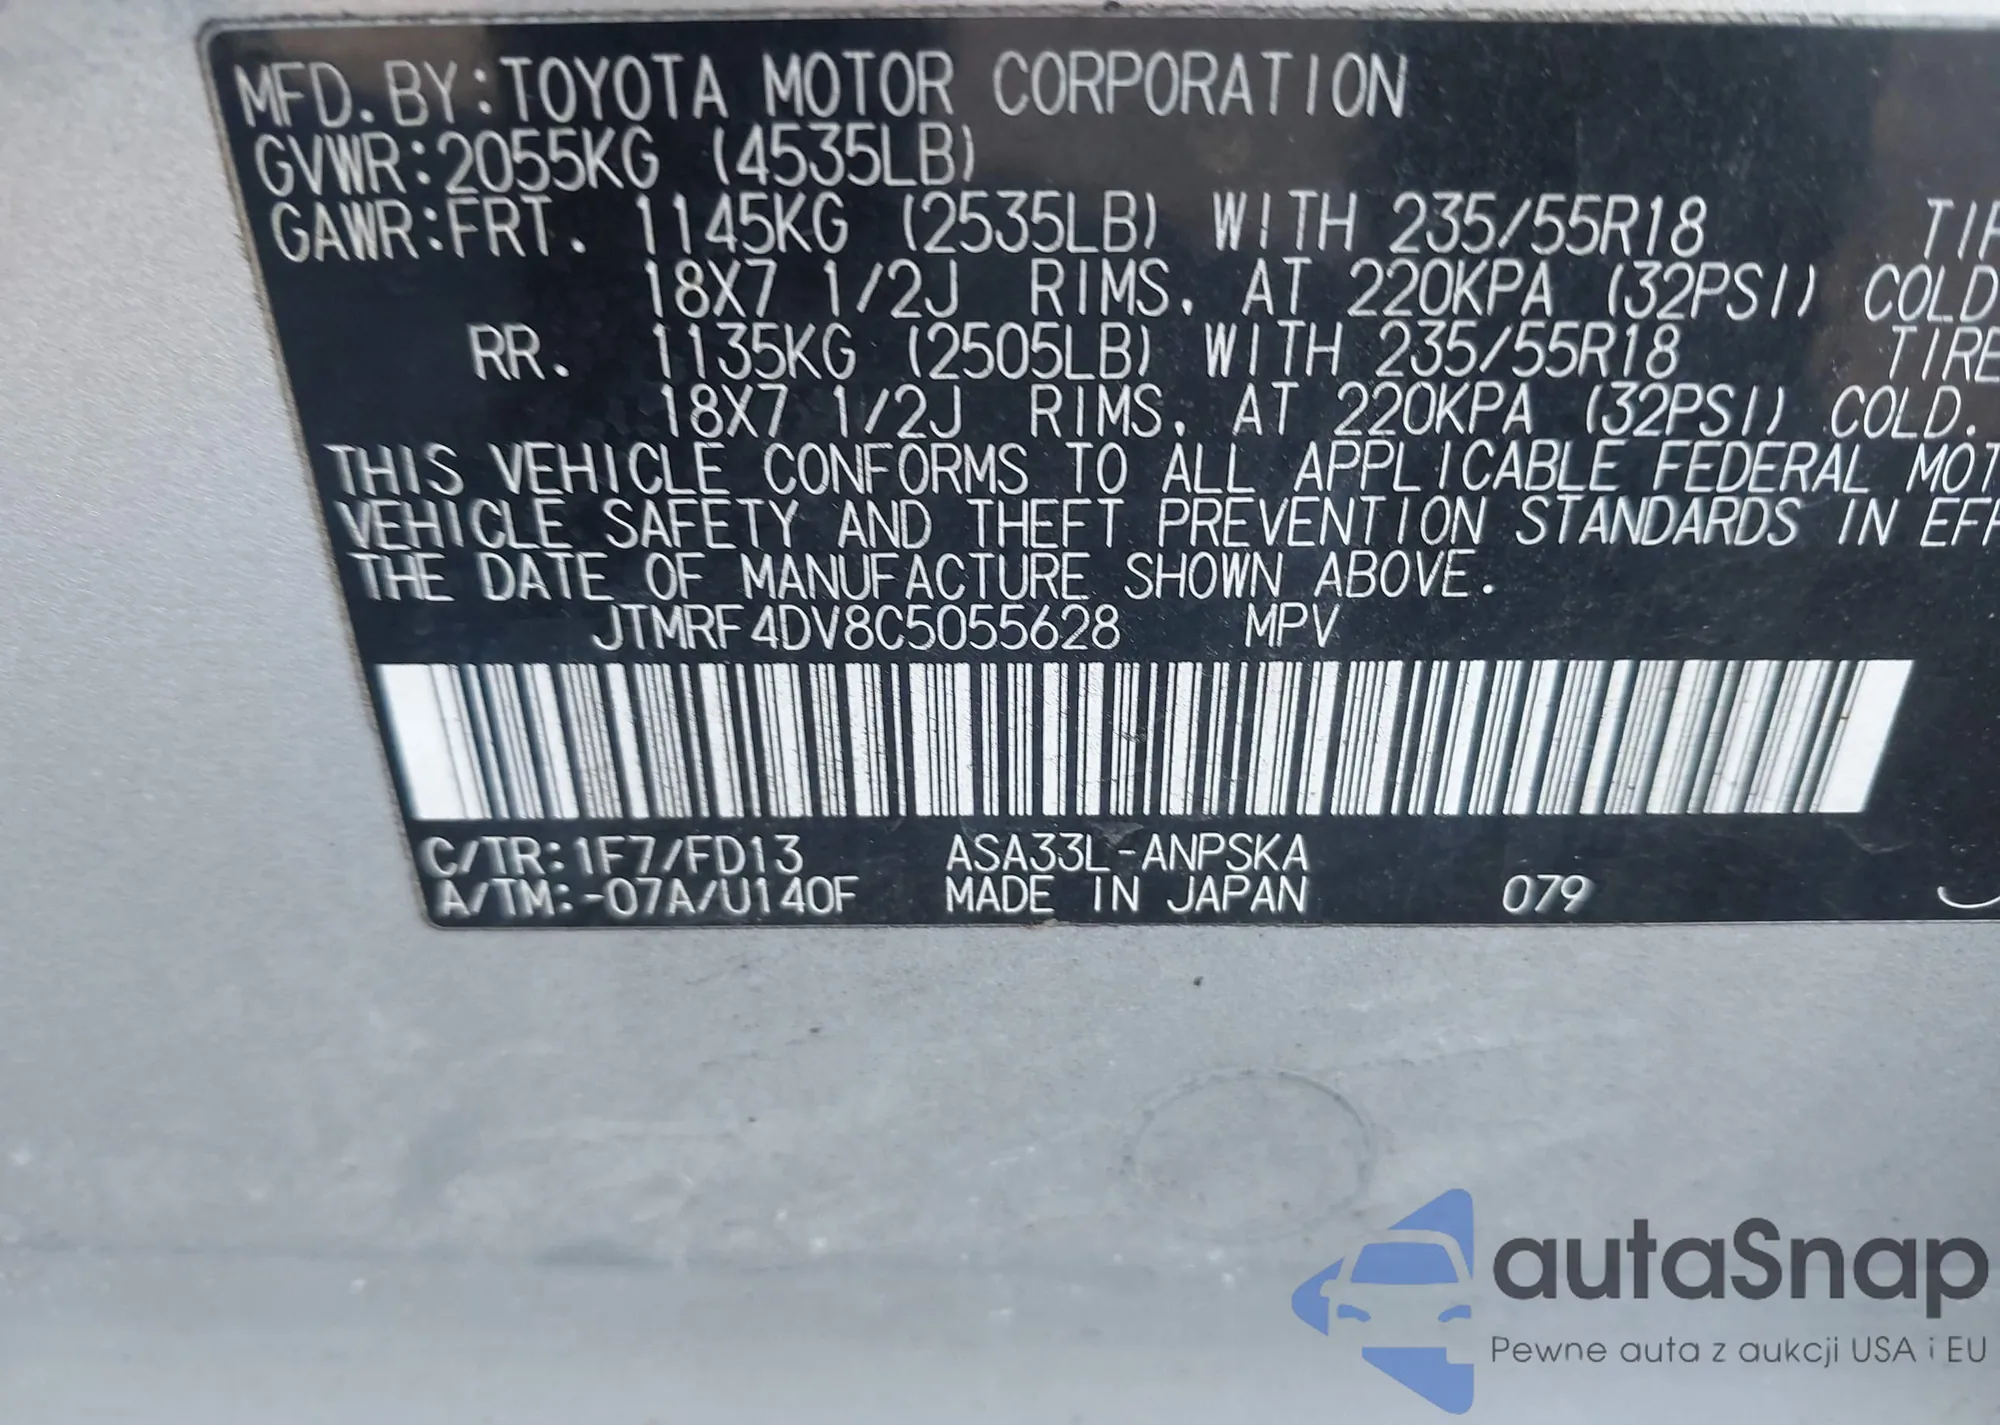 MFD. BY: TOYOTA MOTOR CORPORATION
GVWR: 2055KG (4535LB)
GAWR: FRT. 1145KG (2535LB) WITH 235/55R18 TIR
18X7 1/2J RIMS, AT 220KPA (32PSI) COLD
RR. 1135KG (2505LB) WITH 235/55R18 TIRE
18X7 1/2J RIMS, AT 220KPA (32PSI) COLD.
THIS VEHICLE CONFORMS TO ALL APPLICABLE FEDERAL MOT
VEHICLE SAFETY AND THEFT PREVENTION STANDARDS IN EFF
THE DATE OF MANUFACTURE SHOWN ABOVE.
JTMRF4DV8C5055628 MPV
C/TR: 1F7/FD13 ASA33L-ANPSKA
A/TM: -07A/U140F MADE IN JAPAN 079
autaSnap
Pewne auta z aukcji USA i EU